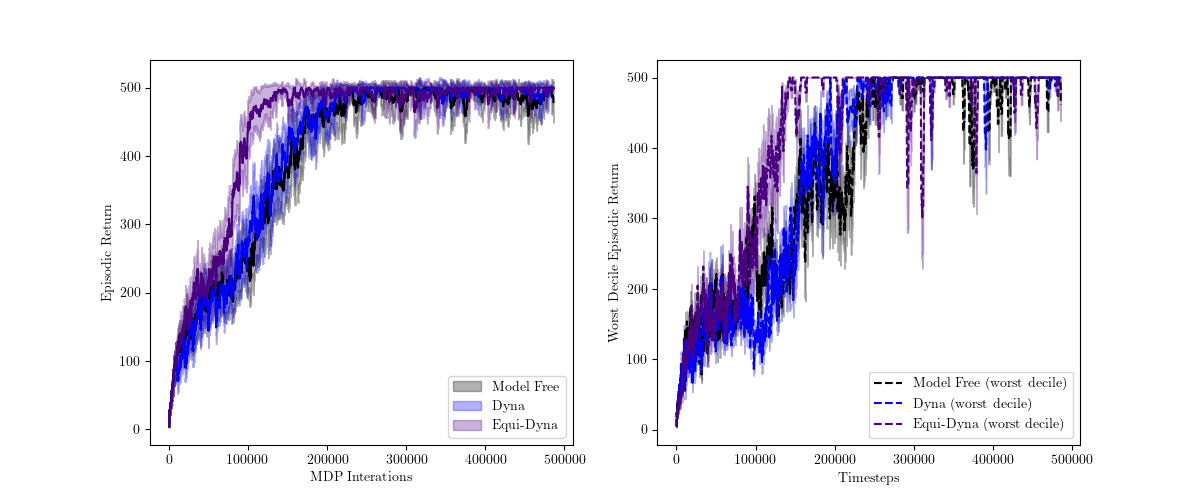 Episodic Return
500
400
300
200
100
0
0 100000 200000 300000 400000 500000
MDP Interations
Model Free
Dyna
Equi-Dyna
Worst Decile Episodic Return
500
400
300
200
100
0
0 100000 200000 300000 400000 500000
Timesteps
Model Free (worst decile)
Dyna (worst decile)
Equi-Dyna (worst decile)